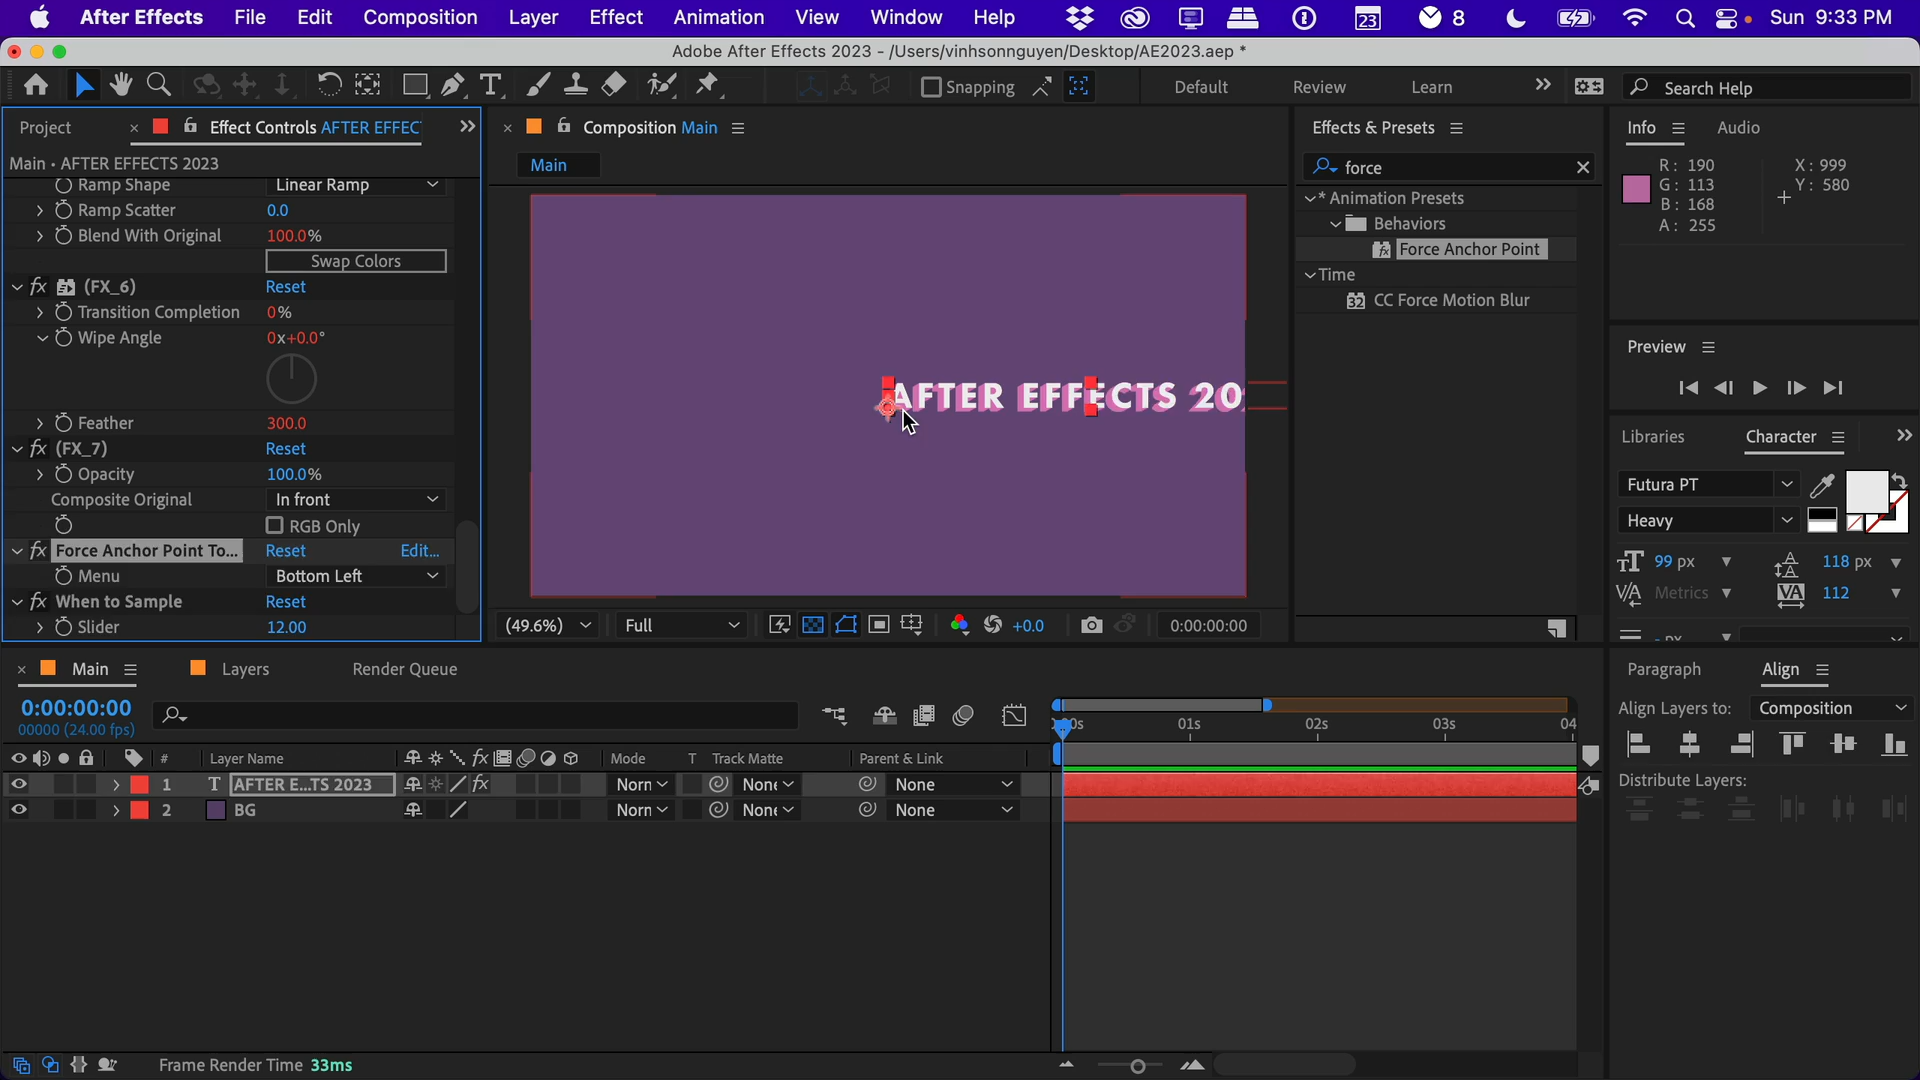 After Effects File Edit Composition Layer Effect Animation View Window Help 23 8 Sun 9:33 PM
Adobe After Effects 2023 - /Users/vinhsonnguyen/Desktop/AE2023.aep *
Snapping Default Review Learn Search Help
Project Effect Controls AFTER EFFEC
Main • AFTER EFFECTS 2023
Ramp Shape Linear Ramp
Ramp Scatter 0.0
Blend With Original 100.0%
Swap Colors
(FX_6) Reset
Transition Completion 0%
Wipe Angle 0x+0.0°
Feather 300.0
(FX_7) Reset
Opacity 100.0%
Composite Original In front
RGB Only
Force Anchor Point To... Reset Edit...
Menu Bottom Left
When to Sample Reset
Slider 12.00
Composition Main
Main
AFTER EFFECTS 20
(49.6%) Full +0.0 0:00:00:00
Effects & Presets
force
* Animation Presets
Behaviors
Force Anchor Point
Time
32 CC Force Motion Blur
Info Audio
R: 190 X: 999
G: 113 Y: 580
B: 168
A: 255
Preview
Libraries Character
Futura PT
Heavy
99 px 118 px
Metrics 112
- px
Main Layers Render Queue
0:00:00:00
00000 (24.00 fps)
01s 02s 03s 04
# Layer Name Mode T Track Matte Parent & Link
1 T AFTER E...TS 2023 Norn None None
2 BG Norn None None
Frame Render Time 33ms
Paragraph Align
Align Layers to: Composition
Distribute Layers: